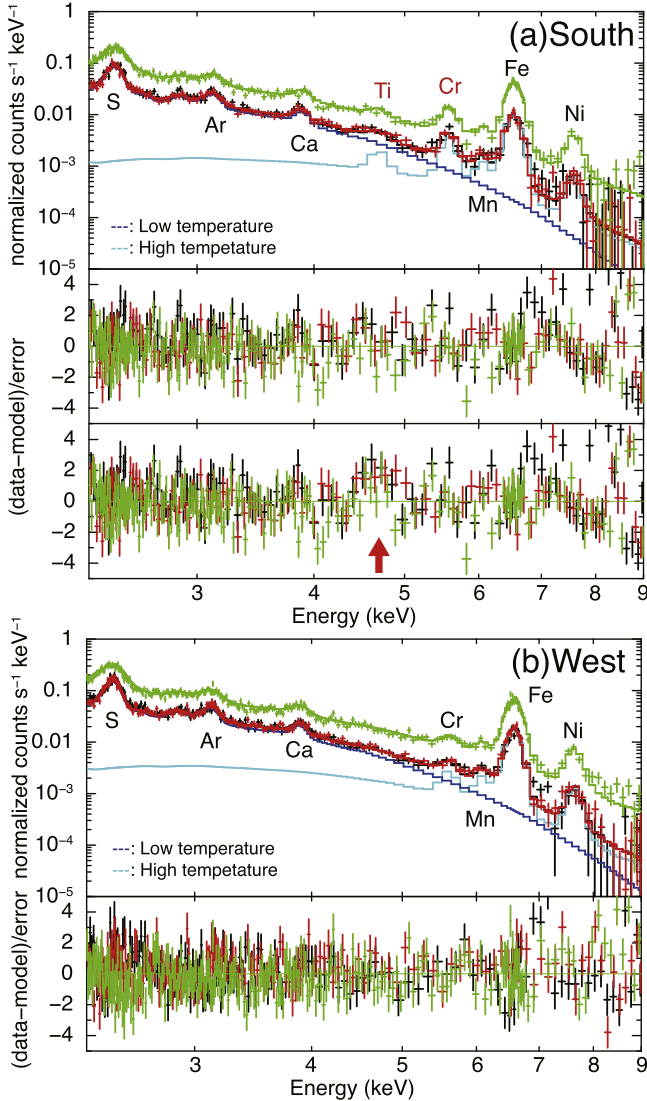 (a)South
normalized counts s⁻¹ keV⁻¹
1
0.1
0.01
10⁻³
10⁻⁴
10⁻⁵
S
Ar
Ca
Ti
Cr
Mn
Fe
Ni
: Low temperature
: High tempetature
(data−model)/error
4
2
0
−2
−4
4
2
0
−2
−4
3 4 5 6 7 8 9
Energy (keV)
(b)West
normalized counts s⁻¹ keV⁻¹
1
0.1
0.01
10⁻³
10⁻⁴
10⁻⁵
S
Ar
Ca
Cr
Mn
Fe
Ni
: Low temperature
: High tempetature
(data−model)/error
4
2
0
−2
−4
3 4 5 6 7 8 9
Energy (keV)